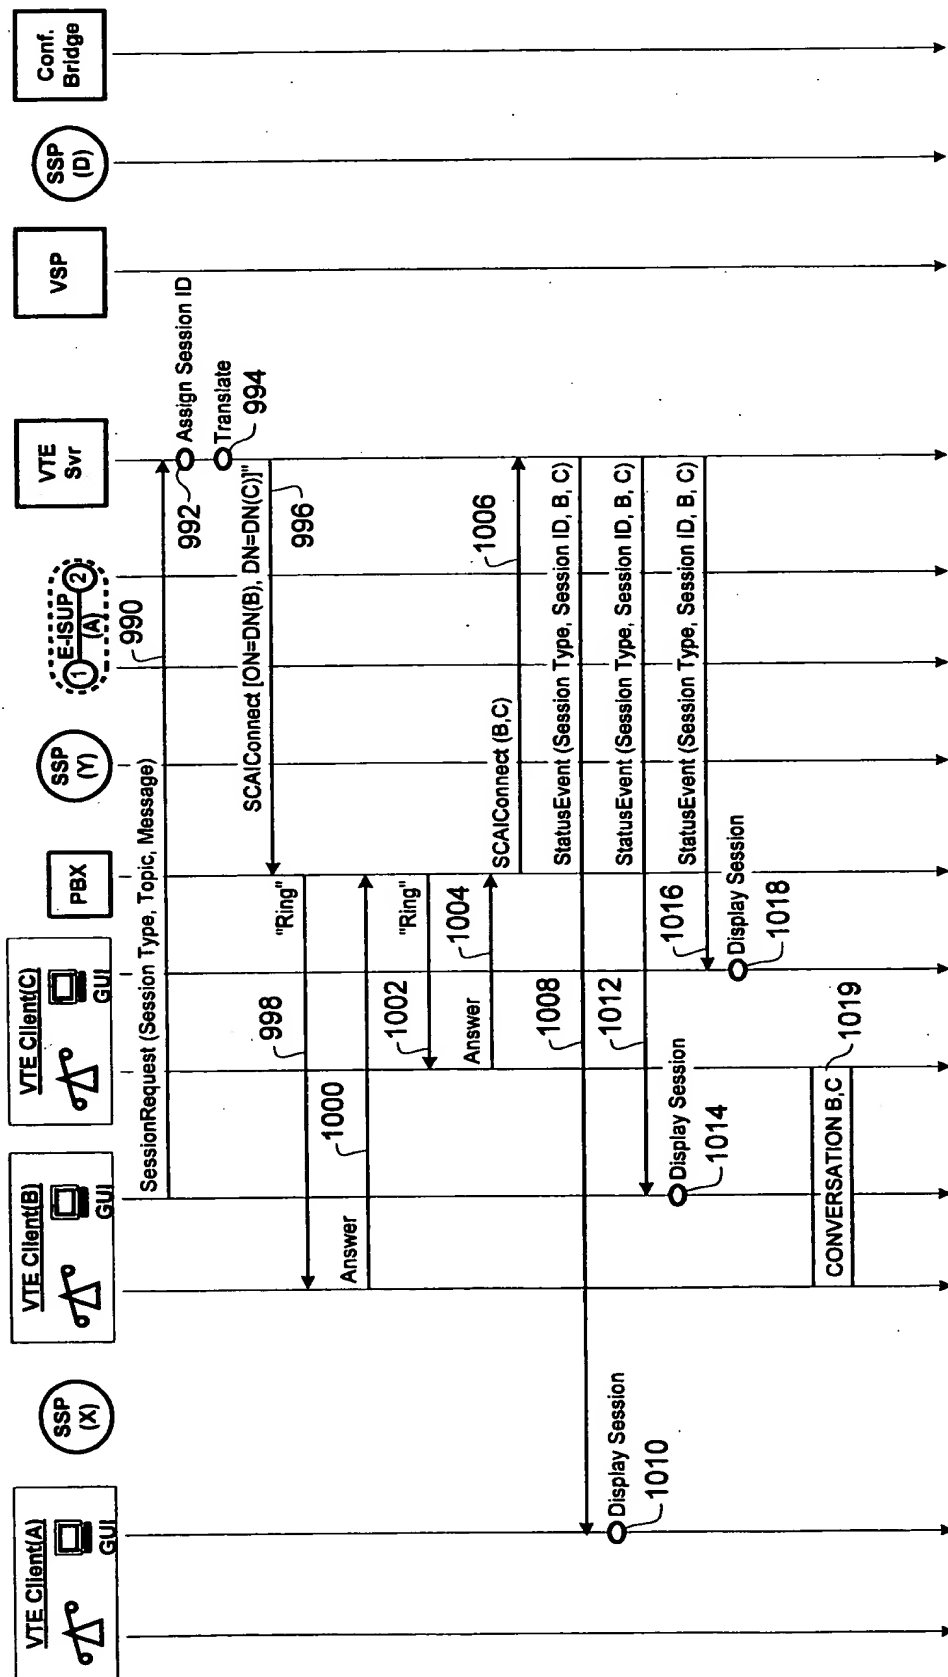 VTE Client(A)
GUI
SSP
(X)
VTE Client(B)
GUI
VTE Client(C)
GUI
PBX
SSP
(Y)
1
E-ISUP
(A)
2
VTE
Svr
VSP
SSP
(D)
Conf.
Bridge
SessionRequest (Session Type, Topic, Message)
990
992
Assign Session ID
Translate
994
SCAIConnect [ON=DN(B), DN=DN(C)]"
996
"Ring"
998
Answer
1000
"Ring"
1002
Answer
1004
SCAIConnect (B,C)
1006
StatusEvent (Session Type, Session ID, B, C)
1008
Display Session
1010
StatusEvent (Session Type, Session ID, B, C)
1012
Display Session
1014
StatusEvent (Session Type, Session ID, B, C)
1016
Display Session
1018
CONVERSATION B,C
1019